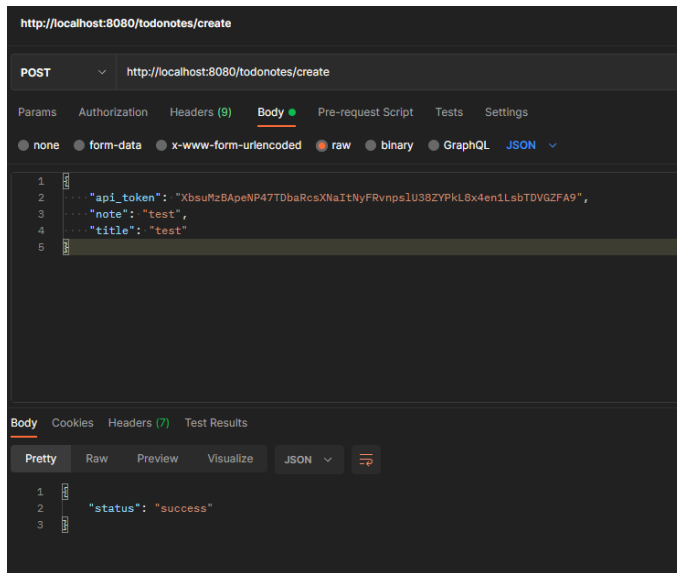 http://localhost:8080/todonotes/create
POST http://localhost:8080/todonotes/create
Params Authorization Headers (9) Body Pre-request Script Tests Settings
none form-data x-www-form-urlencoded raw binary GraphQL JSON
1 {
2 "api_token": "XbsuMzBApeNP47TDbaRcsXNaItNyFRvnpslU38ZYPkL8x4en1LsbTDVGZFA9",
3 "note": "test",
4 "title": "test"
5 }
Body Cookies Headers (7) Test Results
Pretty Raw Preview Visualize JSON
1 {
2 "status": "success"
3 }